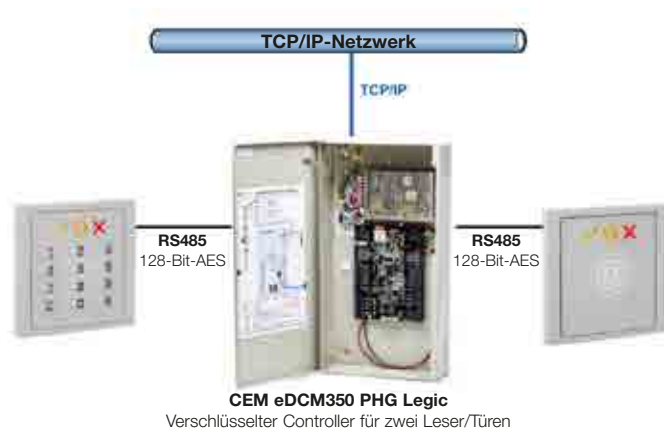 TCP/IP-Netzwerk
TCP/IP
RS485
128-Bit-AES
RS485
128-Bit-AES
CEM eDCM350 PHG Legic
Verschlüsselter Controller für zwei Leser/Türen